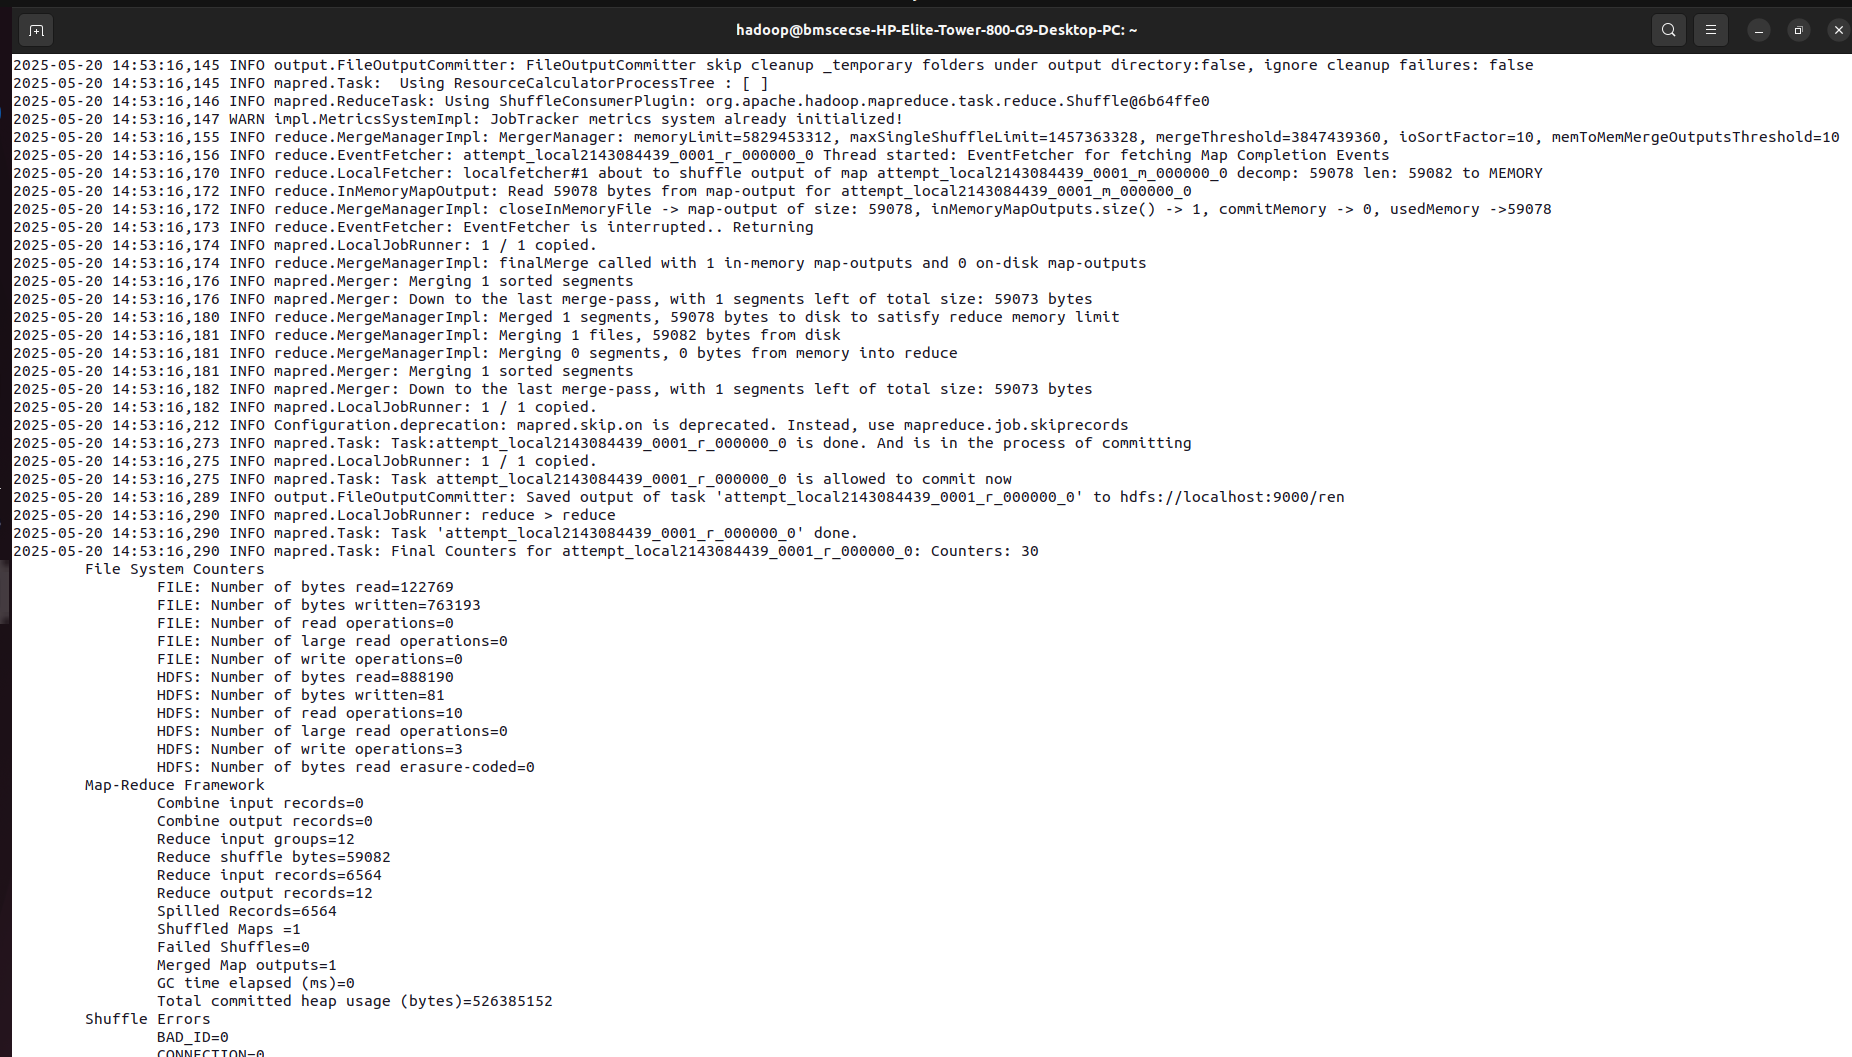 hadoop@bmscecse-HP-Elite-Tower-800-G9-Desktop-PC: ~
2025-05-20 14:53:16,145 INFO output.FileOutputCommitter: FileOutputCommitter skip cleanup _temporary folders under output directory:false, ignore cleanup failures: false
2025-05-20 14:53:16,145 INFO mapred.Task:  Using ResourceCalculatorProcessTree : [ ]
2025-05-20 14:53:16,146 INFO mapred.ReduceTask: Using ShuffleConsumerPlugin: org.apache.hadoop.mapreduce.task.reduce.Shuffle@6b64ffe0
2025-05-20 14:53:16,147 WARN impl.MetricsSystemImpl: JobTracker metrics system already initialized!
2025-05-20 14:53:16,155 INFO reduce.MergeManagerImpl: MergerManager: memoryLimit=5829453312, maxSingleShuffleLimit=1457363328, mergeThreshold=3847439360, ioSortFactor=10, memToMemMergeOutputsThreshold=10
2025-05-20 14:53:16,156 INFO reduce.EventFetcher: attempt_local2143084439_0001_r_000000_0 Thread started: EventFetcher for fetching Map Completion Events
2025-05-20 14:53:16,170 INFO reduce.LocalFetcher: localfetcher#1 about to shuffle output of map attempt_local2143084439_0001_m_000000_0 decomp: 59078 len: 59082 to MEMORY
2025-05-20 14:53:16,172 INFO reduce.InMemoryMapOutput: Read 59078 bytes from map-output for attempt_local2143084439_0001_m_000000_0
2025-05-20 14:53:16,172 INFO reduce.MergeManagerImpl: closeInMemoryFile -> map-output of size: 59078, inMemoryMapOutputs.size() -> 1, commitMemory -> 0, usedMemory ->59078
2025-05-20 14:53:16,173 INFO reduce.EventFetcher: EventFetcher is interrupted.. Returning
2025-05-20 14:53:16,174 INFO mapred.LocalJobRunner: 1 / 1 copied.
2025-05-20 14:53:16,174 INFO reduce.MergeManagerImpl: finalMerge called with 1 in-memory map-outputs and 0 on-disk map-outputs
2025-05-20 14:53:16,176 INFO mapred.Merger: Merging 1 sorted segments
2025-05-20 14:53:16,176 INFO mapred.Merger: Down to the last merge-pass, with 1 segments left of total size: 59073 bytes
2025-05-20 14:53:16,180 INFO reduce.MergeManagerImpl: Merged 1 segments, 59078 bytes to disk to satisfy reduce memory limit
2025-05-20 14:53:16,181 INFO reduce.MergeManagerImpl: Merging 1 files, 59082 bytes from disk
2025-05-20 14:53:16,181 INFO reduce.MergeManagerImpl: Merging 0 segments, 0 bytes from memory into reduce
2025-05-20 14:53:16,181 INFO mapred.Merger: Merging 1 sorted segments
2025-05-20 14:53:16,182 INFO mapred.Merger: Down to the last merge-pass, with 1 segments left of total size: 59073 bytes
2025-05-20 14:53:16,182 INFO mapred.LocalJobRunner: 1 / 1 copied.
2025-05-20 14:53:16,212 INFO Configuration.deprecation: mapred.skip.on is deprecated. Instead, use mapreduce.job.skiprecords
2025-05-20 14:53:16,273 INFO mapred.Task: Task:attempt_local2143084439_0001_r_000000_0 is done. And is in the process of committing
2025-05-20 14:53:16,275 INFO mapred.LocalJobRunner: 1 / 1 copied.
2025-05-20 14:53:16,275 INFO mapred.Task: Task attempt_local2143084439_0001_r_000000_0 is allowed to commit now
2025-05-20 14:53:16,289 INFO output.FileOutputCommitter: Saved output of task 'attempt_local2143084439_0001_r_000000_0' to hdfs://localhost:9000/ren
2025-05-20 14:53:16,290 INFO mapred.LocalJobRunner: reduce > reduce
2025-05-20 14:53:16,290 INFO mapred.Task: Task 'attempt_local2143084439_0001_r_000000_0' done.
2025-05-20 14:53:16,290 INFO mapred.Task: Final Counters for attempt_local2143084439_0001_r_000000_0: Counters: 30
File System Counters
FILE: Number of bytes read=122769
FILE: Number of bytes written=763193
FILE: Number of read operations=0
FILE: Number of large read operations=0
FILE: Number of write operations=0
HDFS: Number of bytes read=888190
HDFS: Number of bytes written=81
HDFS: Number of read operations=10
HDFS: Number of large read operations=0
HDFS: Number of write operations=3
HDFS: Number of bytes read erasure-coded=0
Map-Reduce Framework
Combine input records=0
Combine output records=0
Reduce input groups=12
Reduce shuffle bytes=59082
Reduce input records=6564
Reduce output records=12
Spilled Records=6564
Shuffled Maps =1
Failed Shuffles=0
Merged Map outputs=1
GC time elapsed (ms)=0
Total committed heap usage (bytes)=526385152
Shuffle Errors
BAD_ID=0
CONNECTION=0